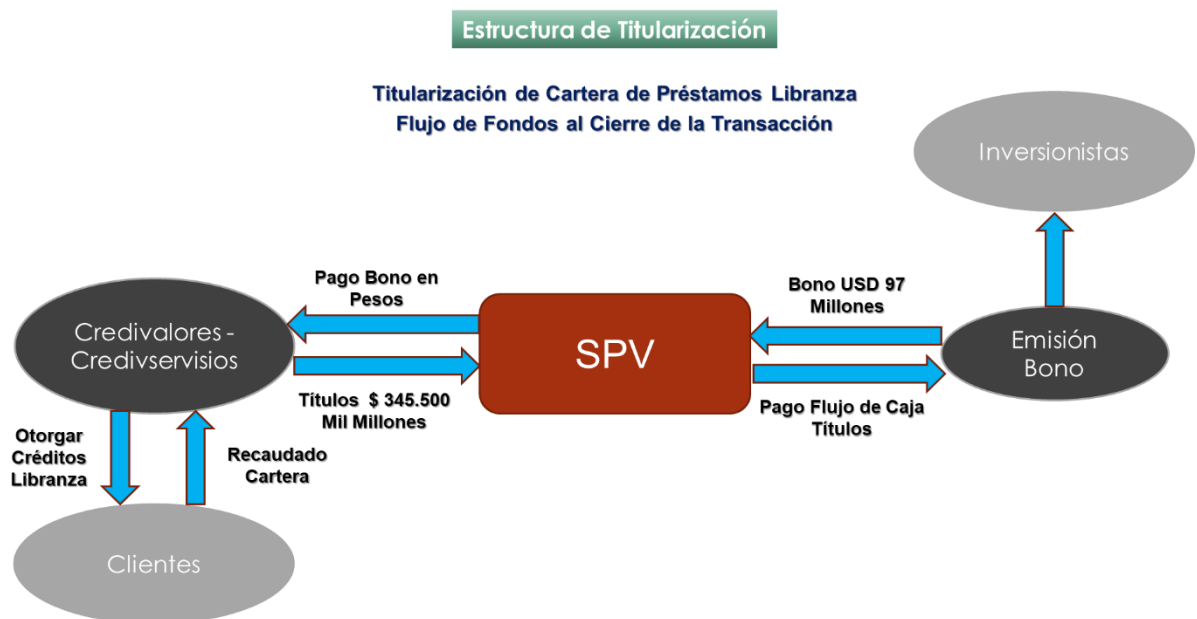 Estructura de Titularización
Titularización de Cartera de Préstamos Libranza
Flujo de Fondos al Cierre de la Transacción
Inversionistas
Pago Bono en
Pesos
Bono USD 97
Millones
Credivalores -
Credivservisios
SPV
Emisión
Bono
Títulos $ 345.500
Mil Millones
Pago Flujo de Caja
Títulos
Otorgar
Créditos
Libranza
Recaudado
Cartera
Clientes